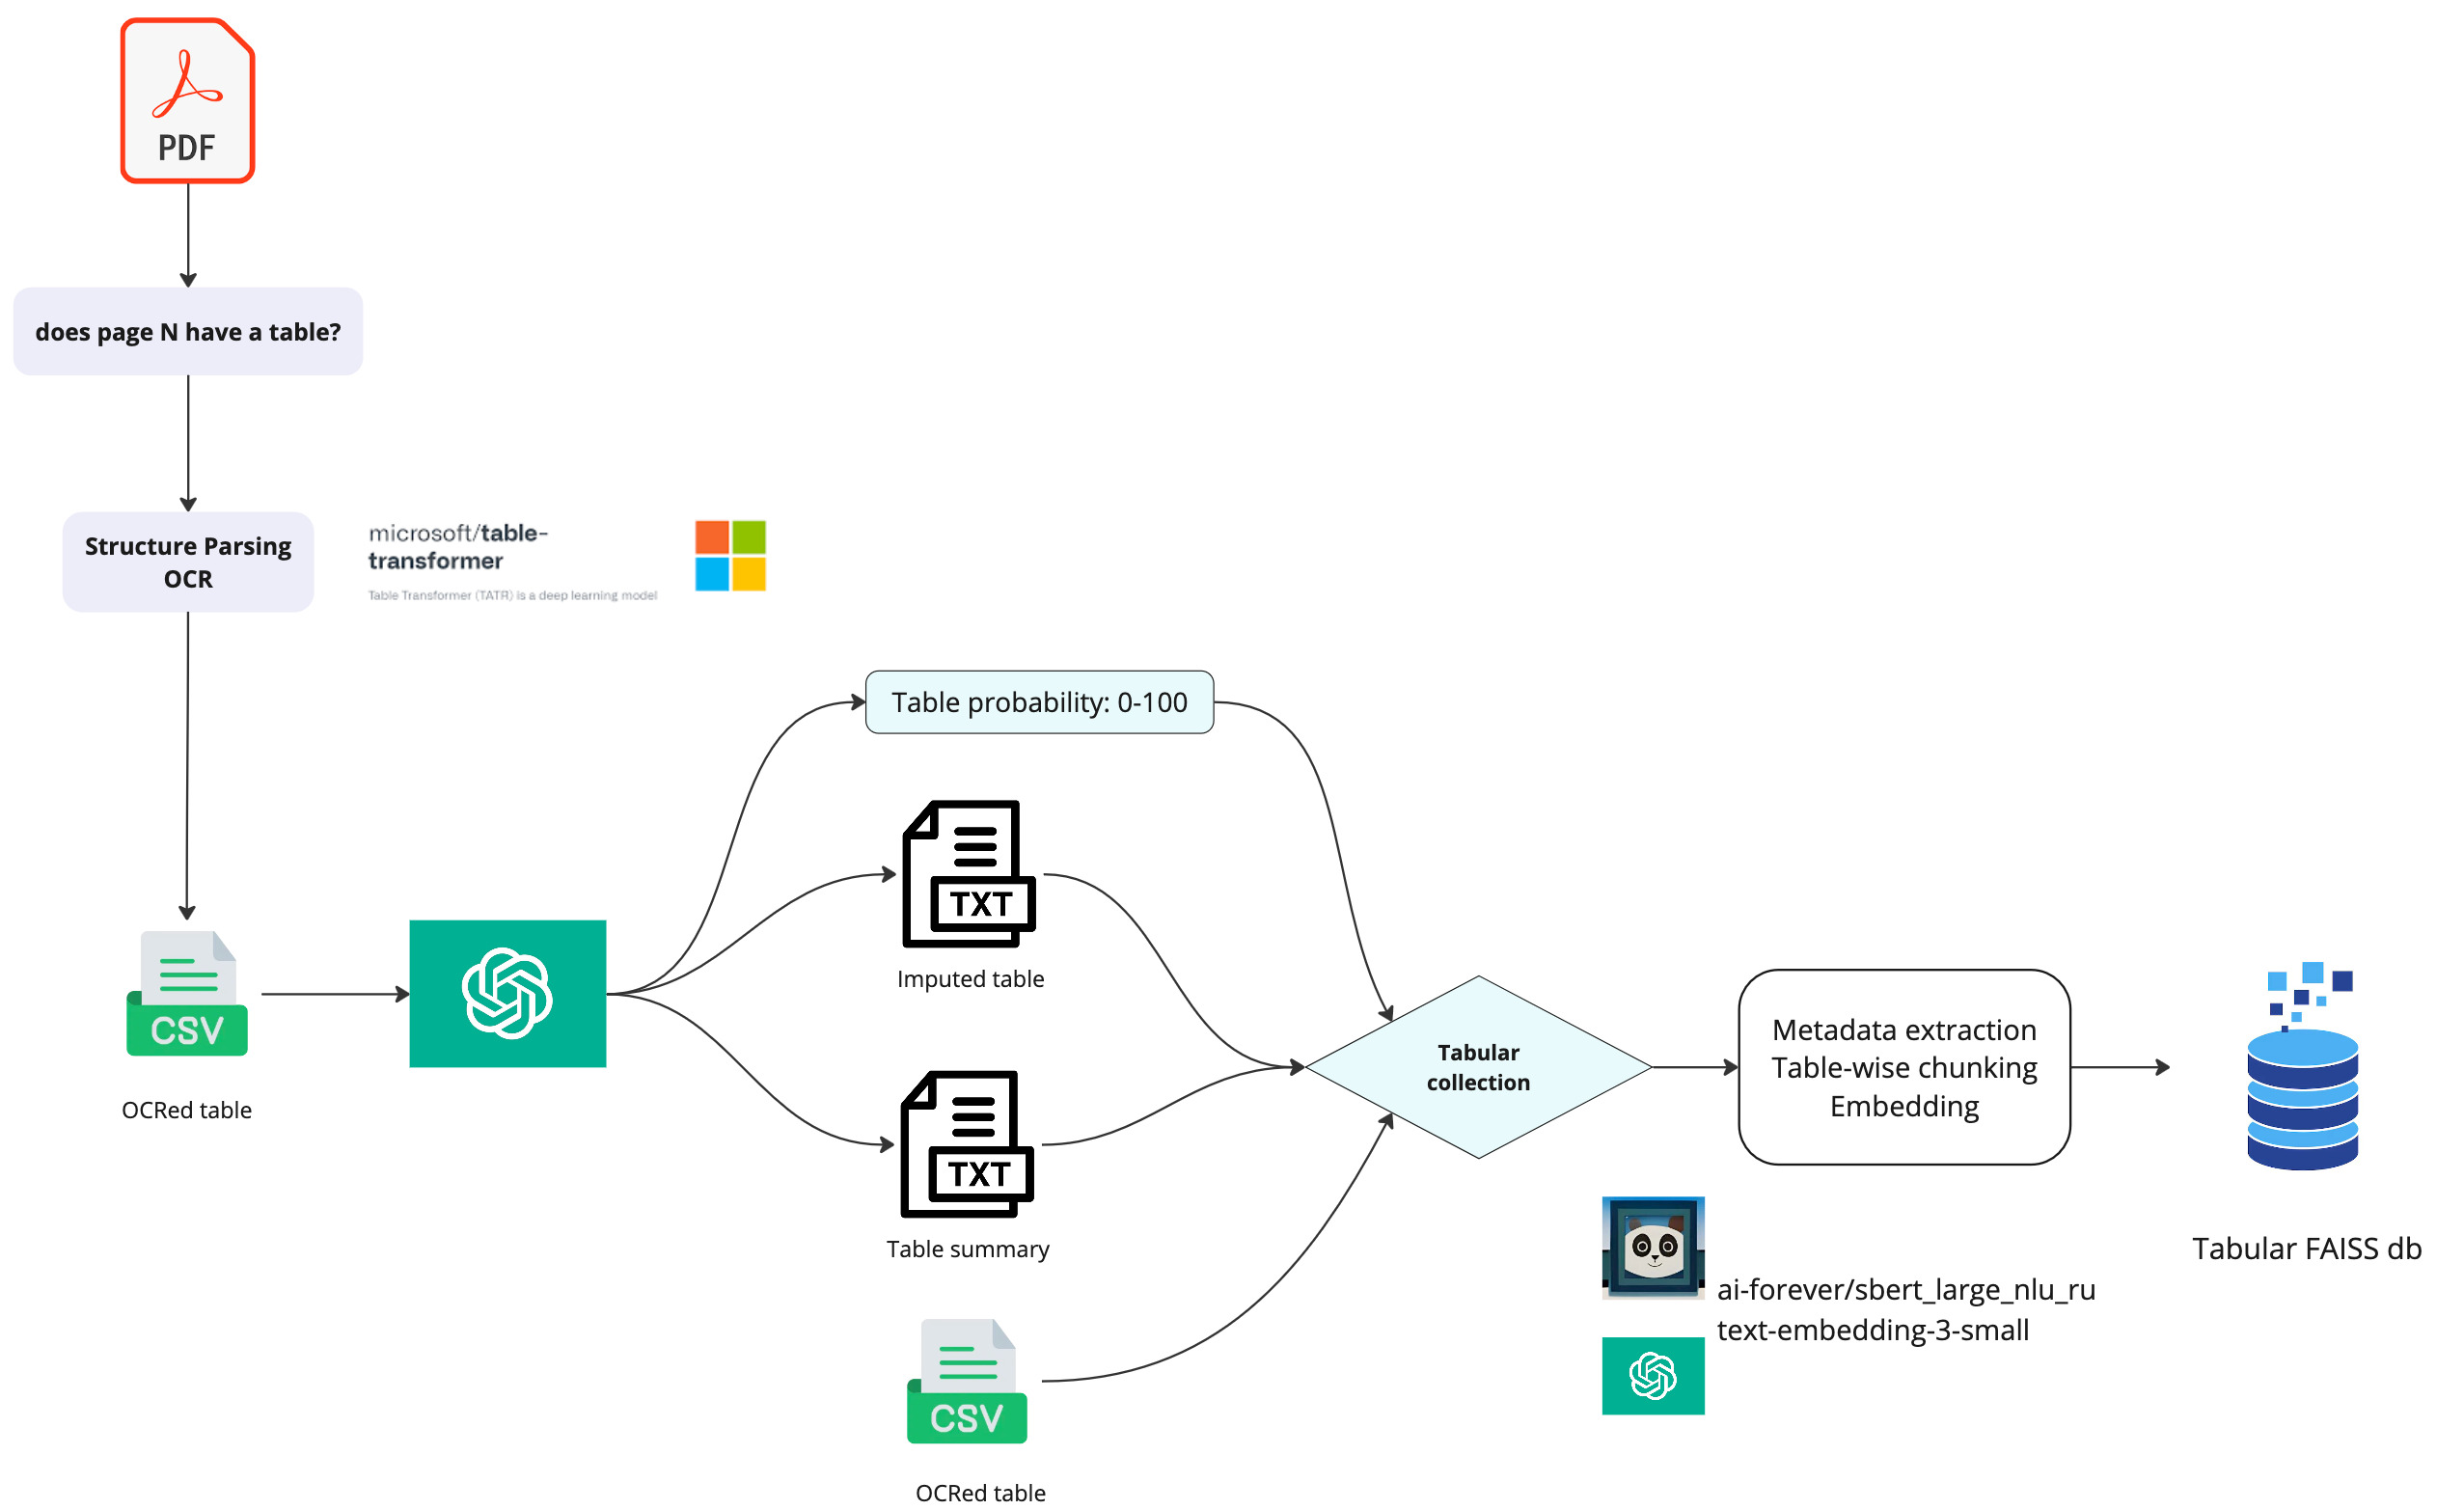 PDF
does page N have a table?
Structure Parsing
OCR
microsoft/table-
transformer
Table Transformer (TATR) is a deep learning model
Table probability: 0-100
TXT
Imputed table
CSV
OCRed table
TXT
Table summary
CSV
OCRed table
Tabular
collection
Metadata extraction
Table-wise chunking
Embedding
ai-forever/sbert_large_nlu_ru
text-embedding-3-small
Tabular FAISS db